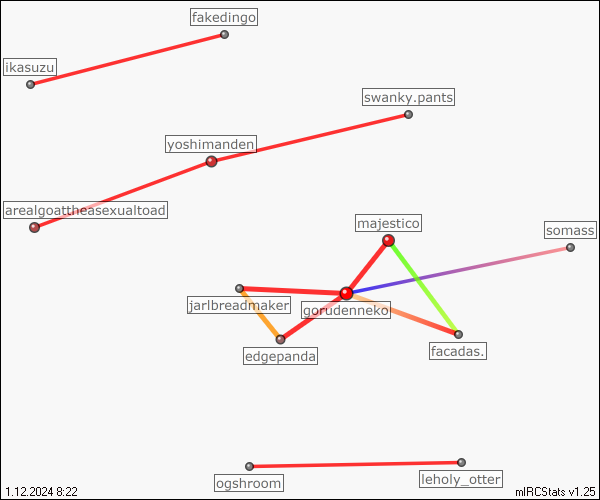 fakedingo
ikasuzu
swanky.pants
yoshimanden
arealgoattheasexualtoad
majestico
somass
jarlbreadmaker
gorudenneko
facadas.
edgepanda
leholy_otter
ogshroom
1.12.2024 8:22
mIRCStats v1.25